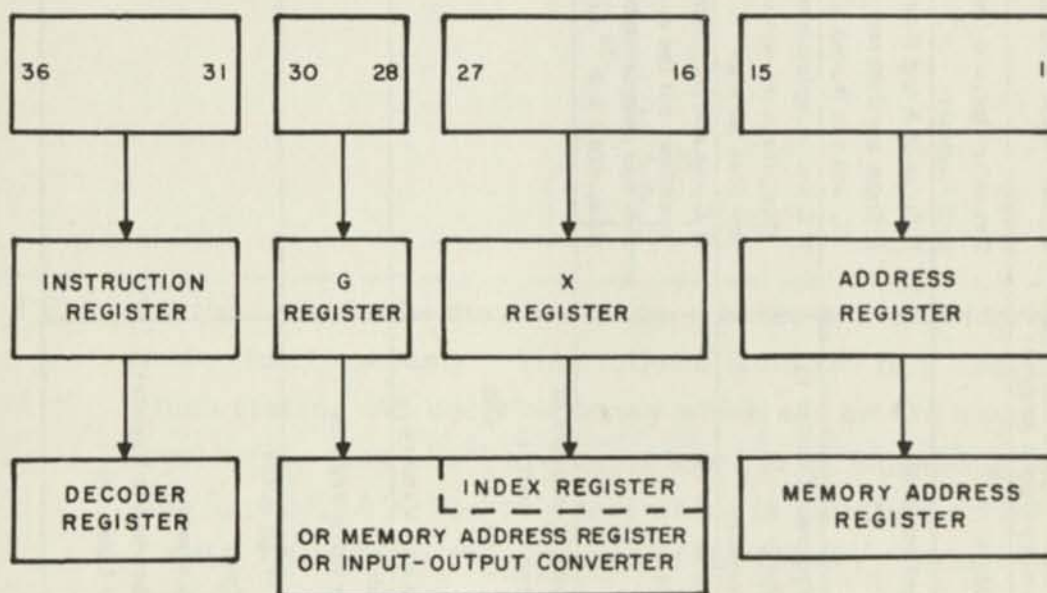 36 31 30 28 27 16 15 1
INSTRUCTION
REGISTER
G
REGISTER
X
REGISTER
ADDRESS
REGISTER
DECODER
REGISTER
INDEX REGISTER
OR MEMORY ADDRESS REGISTER
OR INPUT-OUTPUT CONVERTER
MEMORY ADDRESS
REGISTER